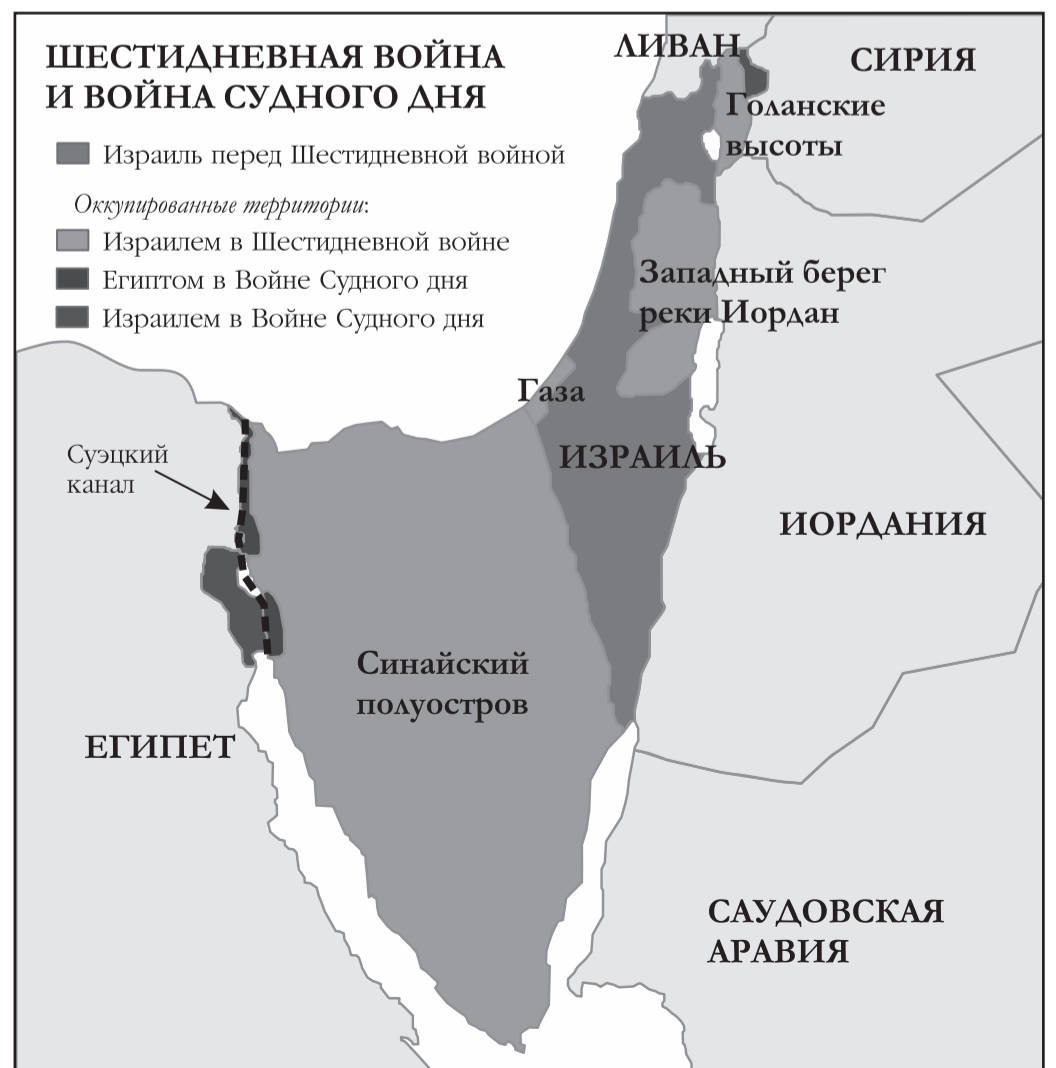 ШЕСТИДНЕВНАЯ ВОЙНА
И ВОЙНА СУДНОГО ДНЯ
Израиль перед Шестидневной войной
Оккупированные территории:
Израилем в Шестидневной войне
Египтом в Войне Судного дня
Израилем в Войне Судного дня
ЛИВАН
СИРИЯ
Голанские
высоты
Западный берег
реки Иордан
Газа
ИЗРАИЛЬ
Суэцкий
канал
ИОРДАНИЯ
Синайский
полуостров
ЕГИПЕТ
САУДОВСКАЯ
АРАВИЯ